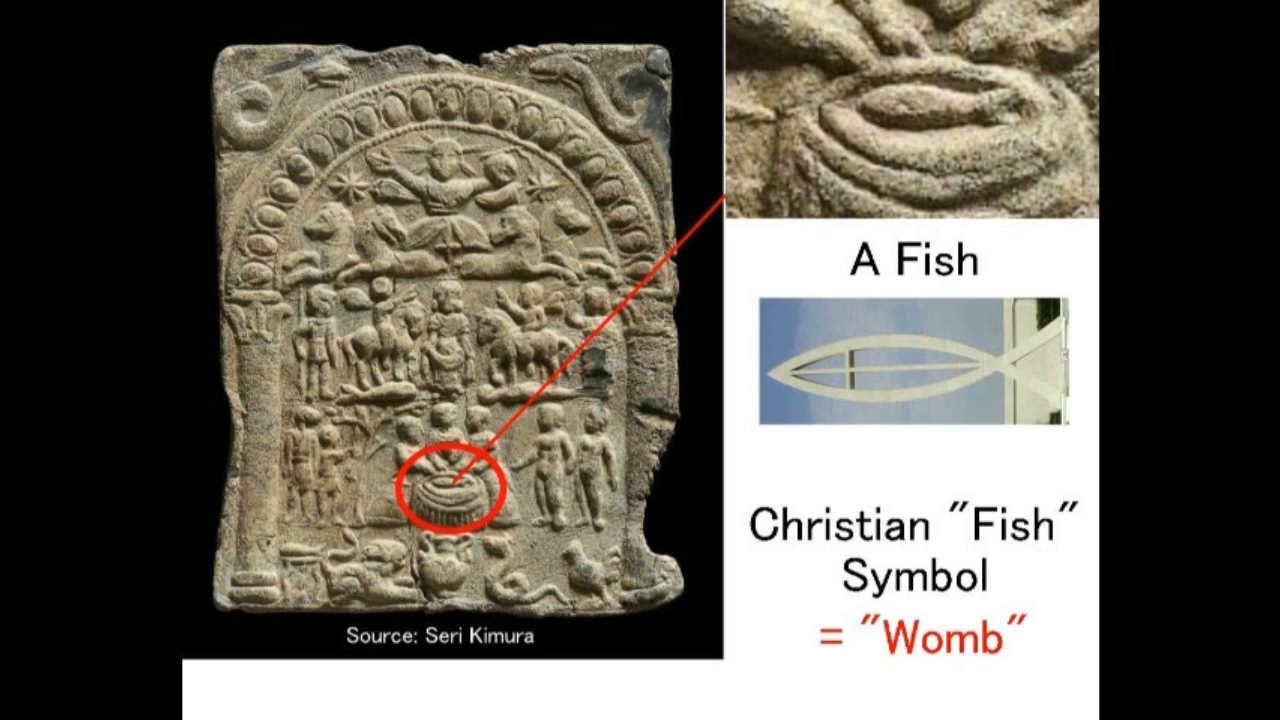 Source: Seri Kimura
A Fish
Christian "Fish"
Symbol
= "Womb"